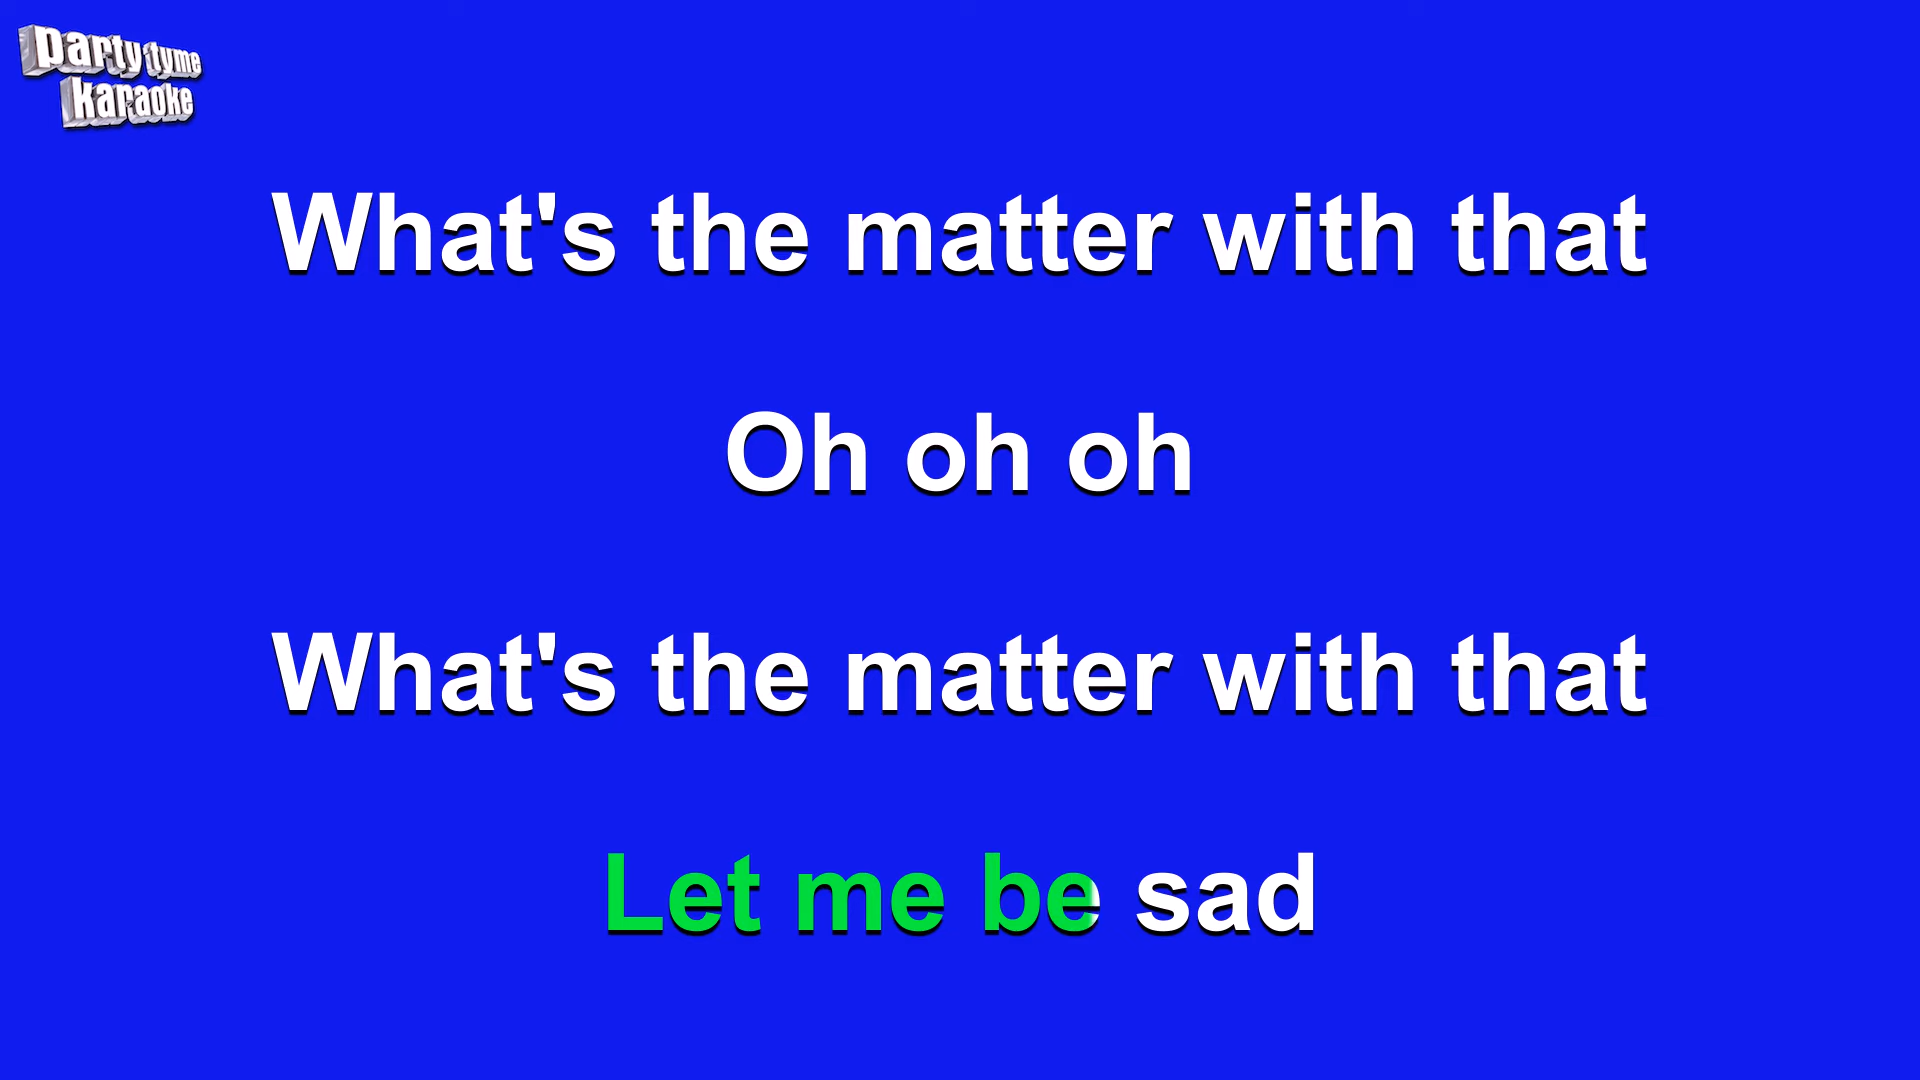 party tyme
karaoke
What's the matter with that
Oh oh oh
What's the matter with that
Let me be sad